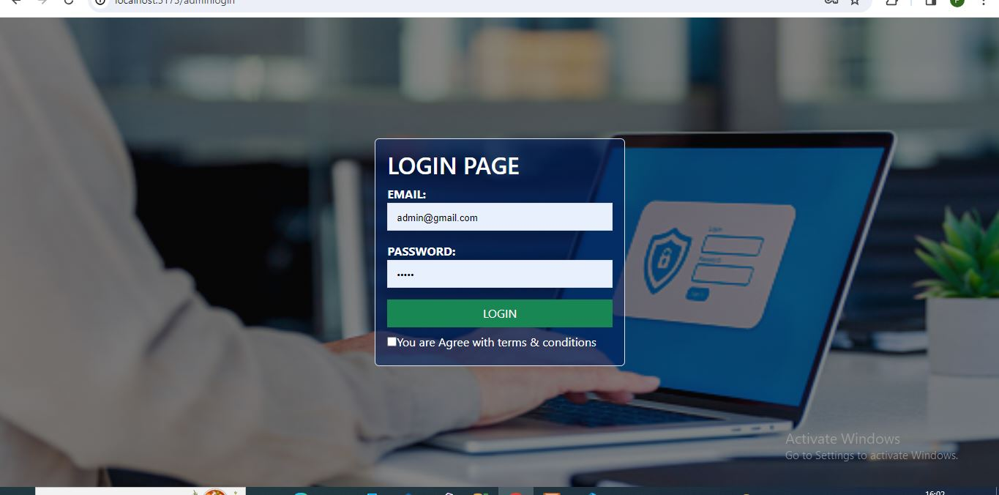 localhost:5173/adminlogin
LOGIN PAGE
EMAIL:
admin@gmail.com
PASSWORD:
•••••
LOGIN
You are Agree with terms & conditions
Login
Activate Windows
Go to Settings to activate Windows.
16:02